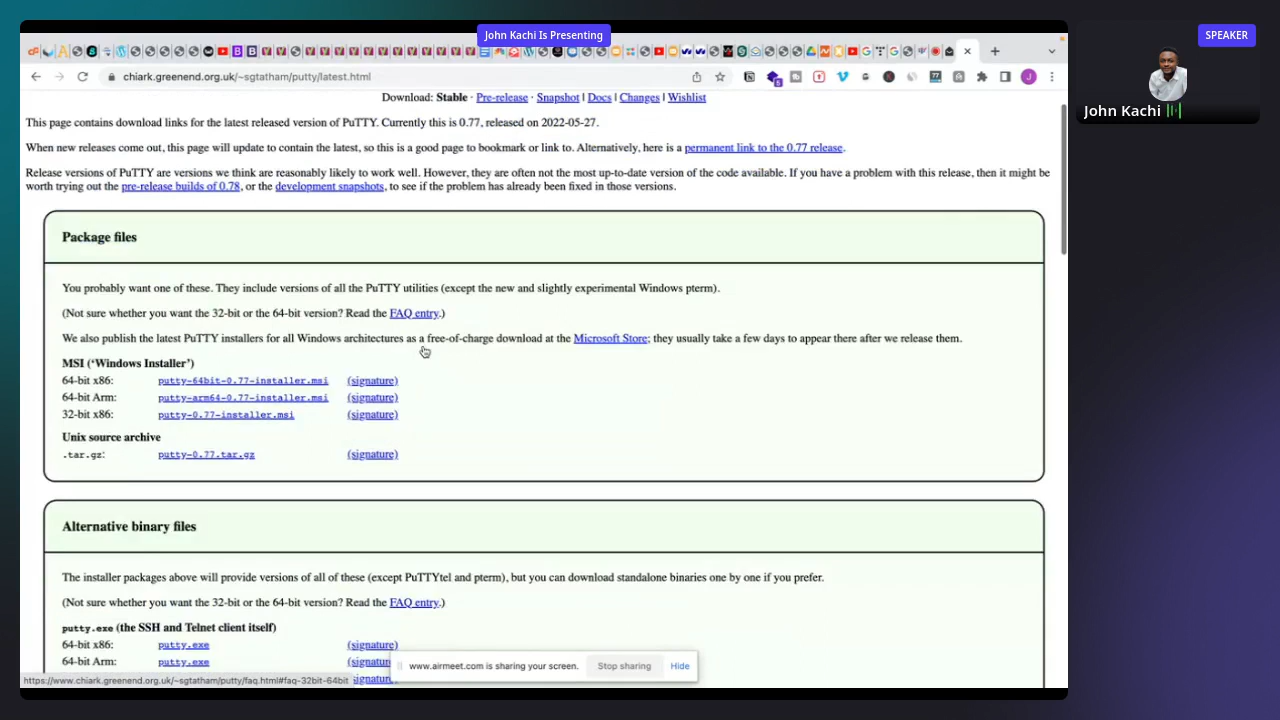 John Kachi Is Presenting
SPEAKER
John Kachi
chiark.greenend.org.uk/~sgtatham/putty/latest.html
Download: Stable · Pre-release · Snapshot | Docs | Changes | Wishlist
This page contains download links for the latest released version of PuTTY. Currently this is 0.77, released on 2022-05-27.
When new releases come out, this page will update to contain the latest, so this is a good page to bookmark or link to. Alternatively, here is a permanent link to the 0.77 release.
Release versions of PuTTY are versions we think are reasonably likely to work well. However, they are often not the most up-to-date version of the code available. If you have a problem with this release, then it might be
worth trying out the pre-release builds of 0.78, or the development snapshots, to see if the problem has already been fixed in those versions.
Package files
You probably want one of these. They include versions of all the PuTTY utilities (except the new and slightly experimental Windows pterm).
(Not sure whether you want the 32-bit or the 64-bit version? Read the FAQ entry.)
We also publish the latest PuTTY installers for all Windows architectures as a free-of-charge download at the Microsoft Store; they usually take a few days to appear there after we release them.
MSI (‘Windows Installer’)
64-bit x86: putty-64bit-0.77-installer.msi (signature)
64-bit Arm: putty-arm64-0.77-installer.msi (signature)
32-bit x86: putty-0.77-installer.msi (signature)
Unix source archive
.tar.gz: putty-0.77.tar.gz (signature)
Alternative binary files
The installer packages above will provide versions of all of these (except PuTTYtel and pterm), but you can download standalone binaries one by one if you prefer.
(Not sure whether you want the 32-bit or the 64-bit version? Read the FAQ entry.)
putty.exe (the SSH and Telnet client itself)
64-bit x86: putty.exe (signature)
64-bit Arm: putty.exe (signature
www.airmeet.com is sharing your screen. Stop sharing Hide
https://www.chiark.greenend.org.uk/~sgtatham/putty/faq.html#faq-32bit-64bit signature)